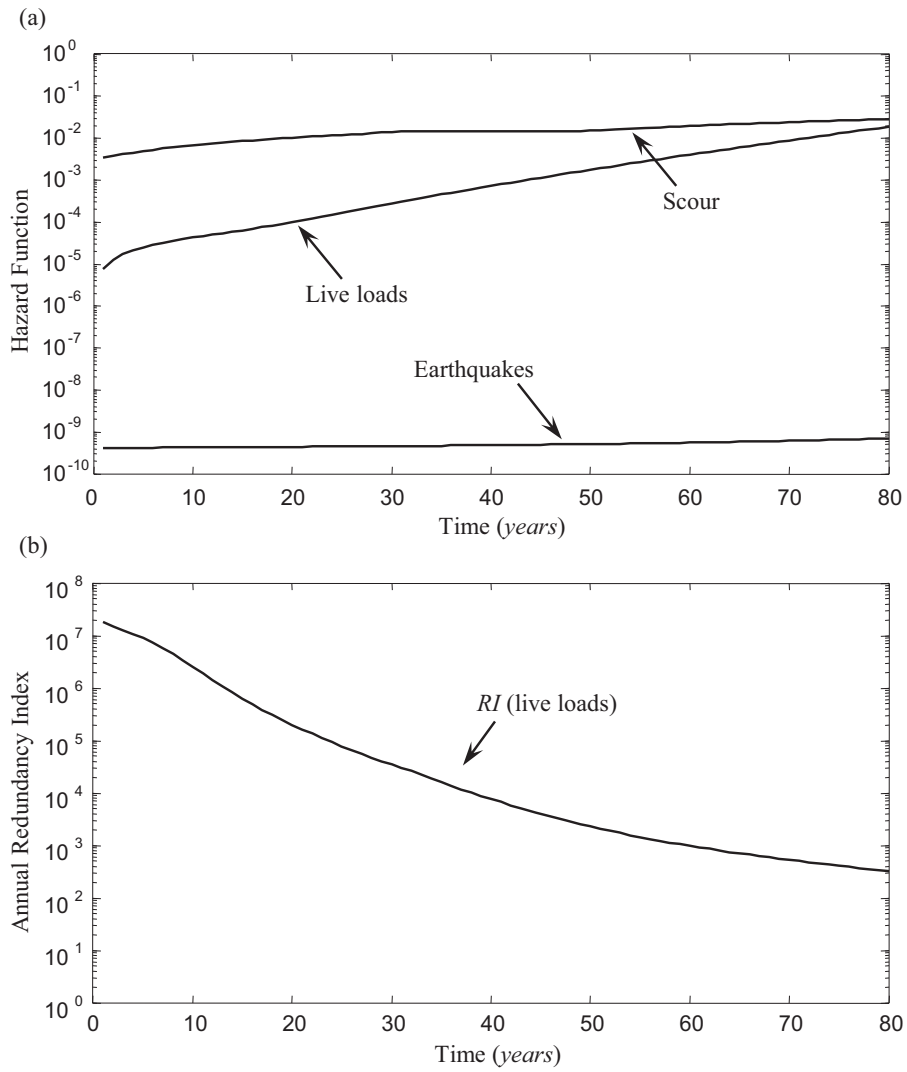 (a)
10^0
10^-1
10^-2
10^-3
10^-4
10^-5
10^-6
10^-7
10^-8
10^-9
10^-10
Hazard Function
Scour
Live loads
Earthquakes
0 10 20 30 40 50 60 70 80
Time (years)
(b)
10^8
10^7
10^6
10^5
10^4
10^3
10^2
10^1
10^0
Annual Redundancy Index
RI (live loads)
0 10 20 30 40 50 60 70 80
Time (years)